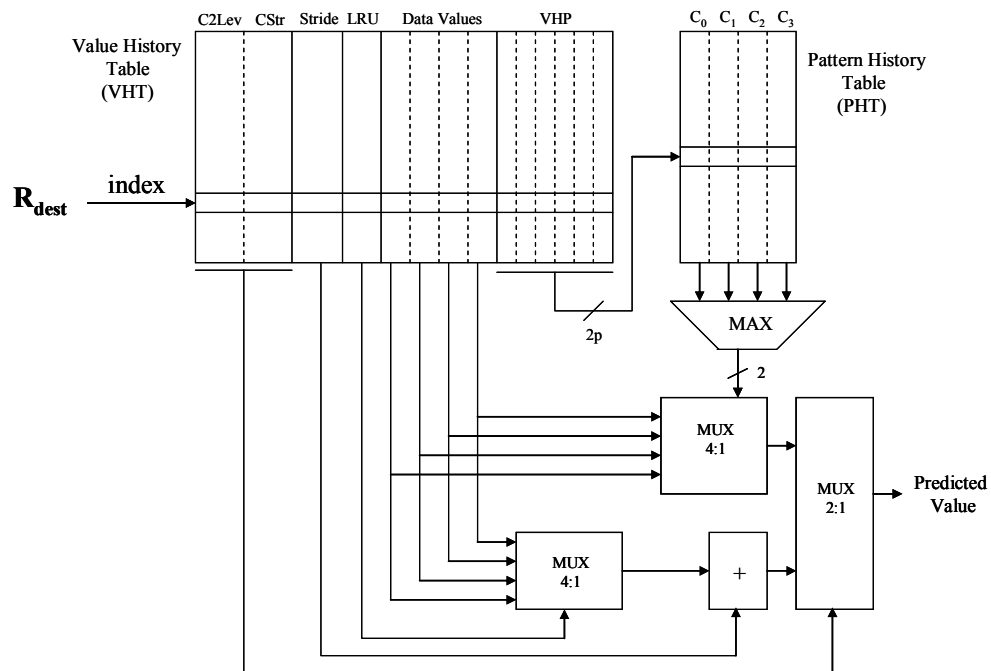 C2Lev CStr Stride LRU Data Values VHP
C₀ C₁ C₂ C₃
Value History
Table
(VHT)
Pattern History
Table
(PHT)
R_dest
index
2p
MAX
2
MUX
4:1
MUX
2:1
Predicted
Value
MUX
4:1
+